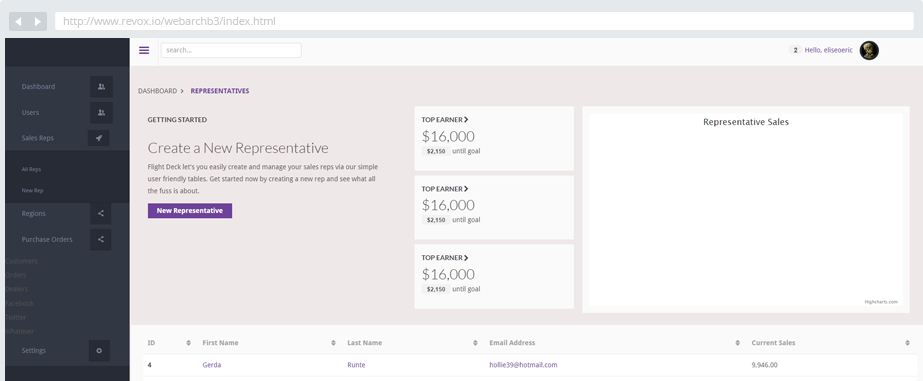 http://www.revox.io/webarchb3/index.html
search...
2 Hello, eliseoeric
Dashboard
Users
Sales Reps
All Reps
New Rep
Regions
Purchase Orders
Customers
Orders
Dealers
Facebook
Twitter
Whatever
Settings
DASHBOARD > REPRESENTATIVES
GETTING STARTED
Create a New Representative
Flight Deck let's you easily create and manage your sales reps via our simple
user friendly tables. Get started now by creating a new rep and see what all
the fuss is about.
New Representative
TOP EARNER >
$16,000
$2,150 until goal
TOP EARNER >
$16,000
$2,150 until goal
TOP EARNER >
$16,000
$2,150 until goal
Representative Sales
Highcharts.com
ID First Name Last Name Email Address Current Sales
4 Gerda Runte hollie39@hotmail.com 9,946.00